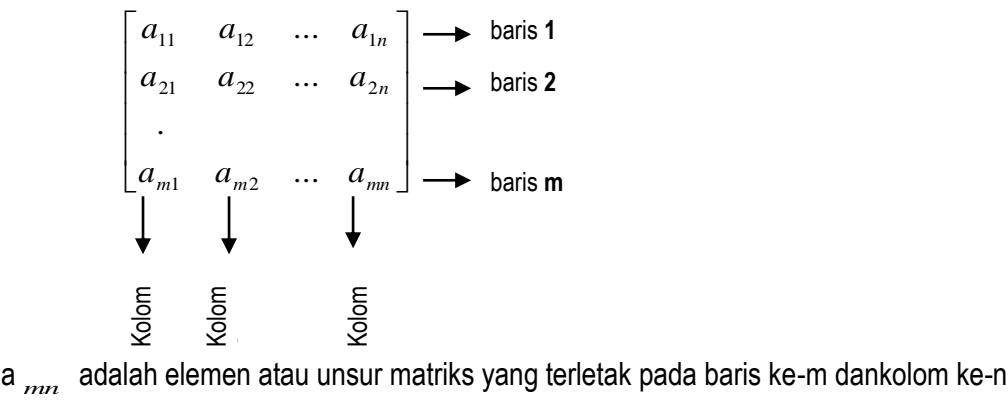 a11 a12 ... a1n baris 1
a21 a22 ... a2n baris 2
.
am1 am2 ... amn baris m
Kolom Kolom Kolom
a mn adalah elemen atau unsur matriks yang terletak pada baris ke-m dankolom ke-n